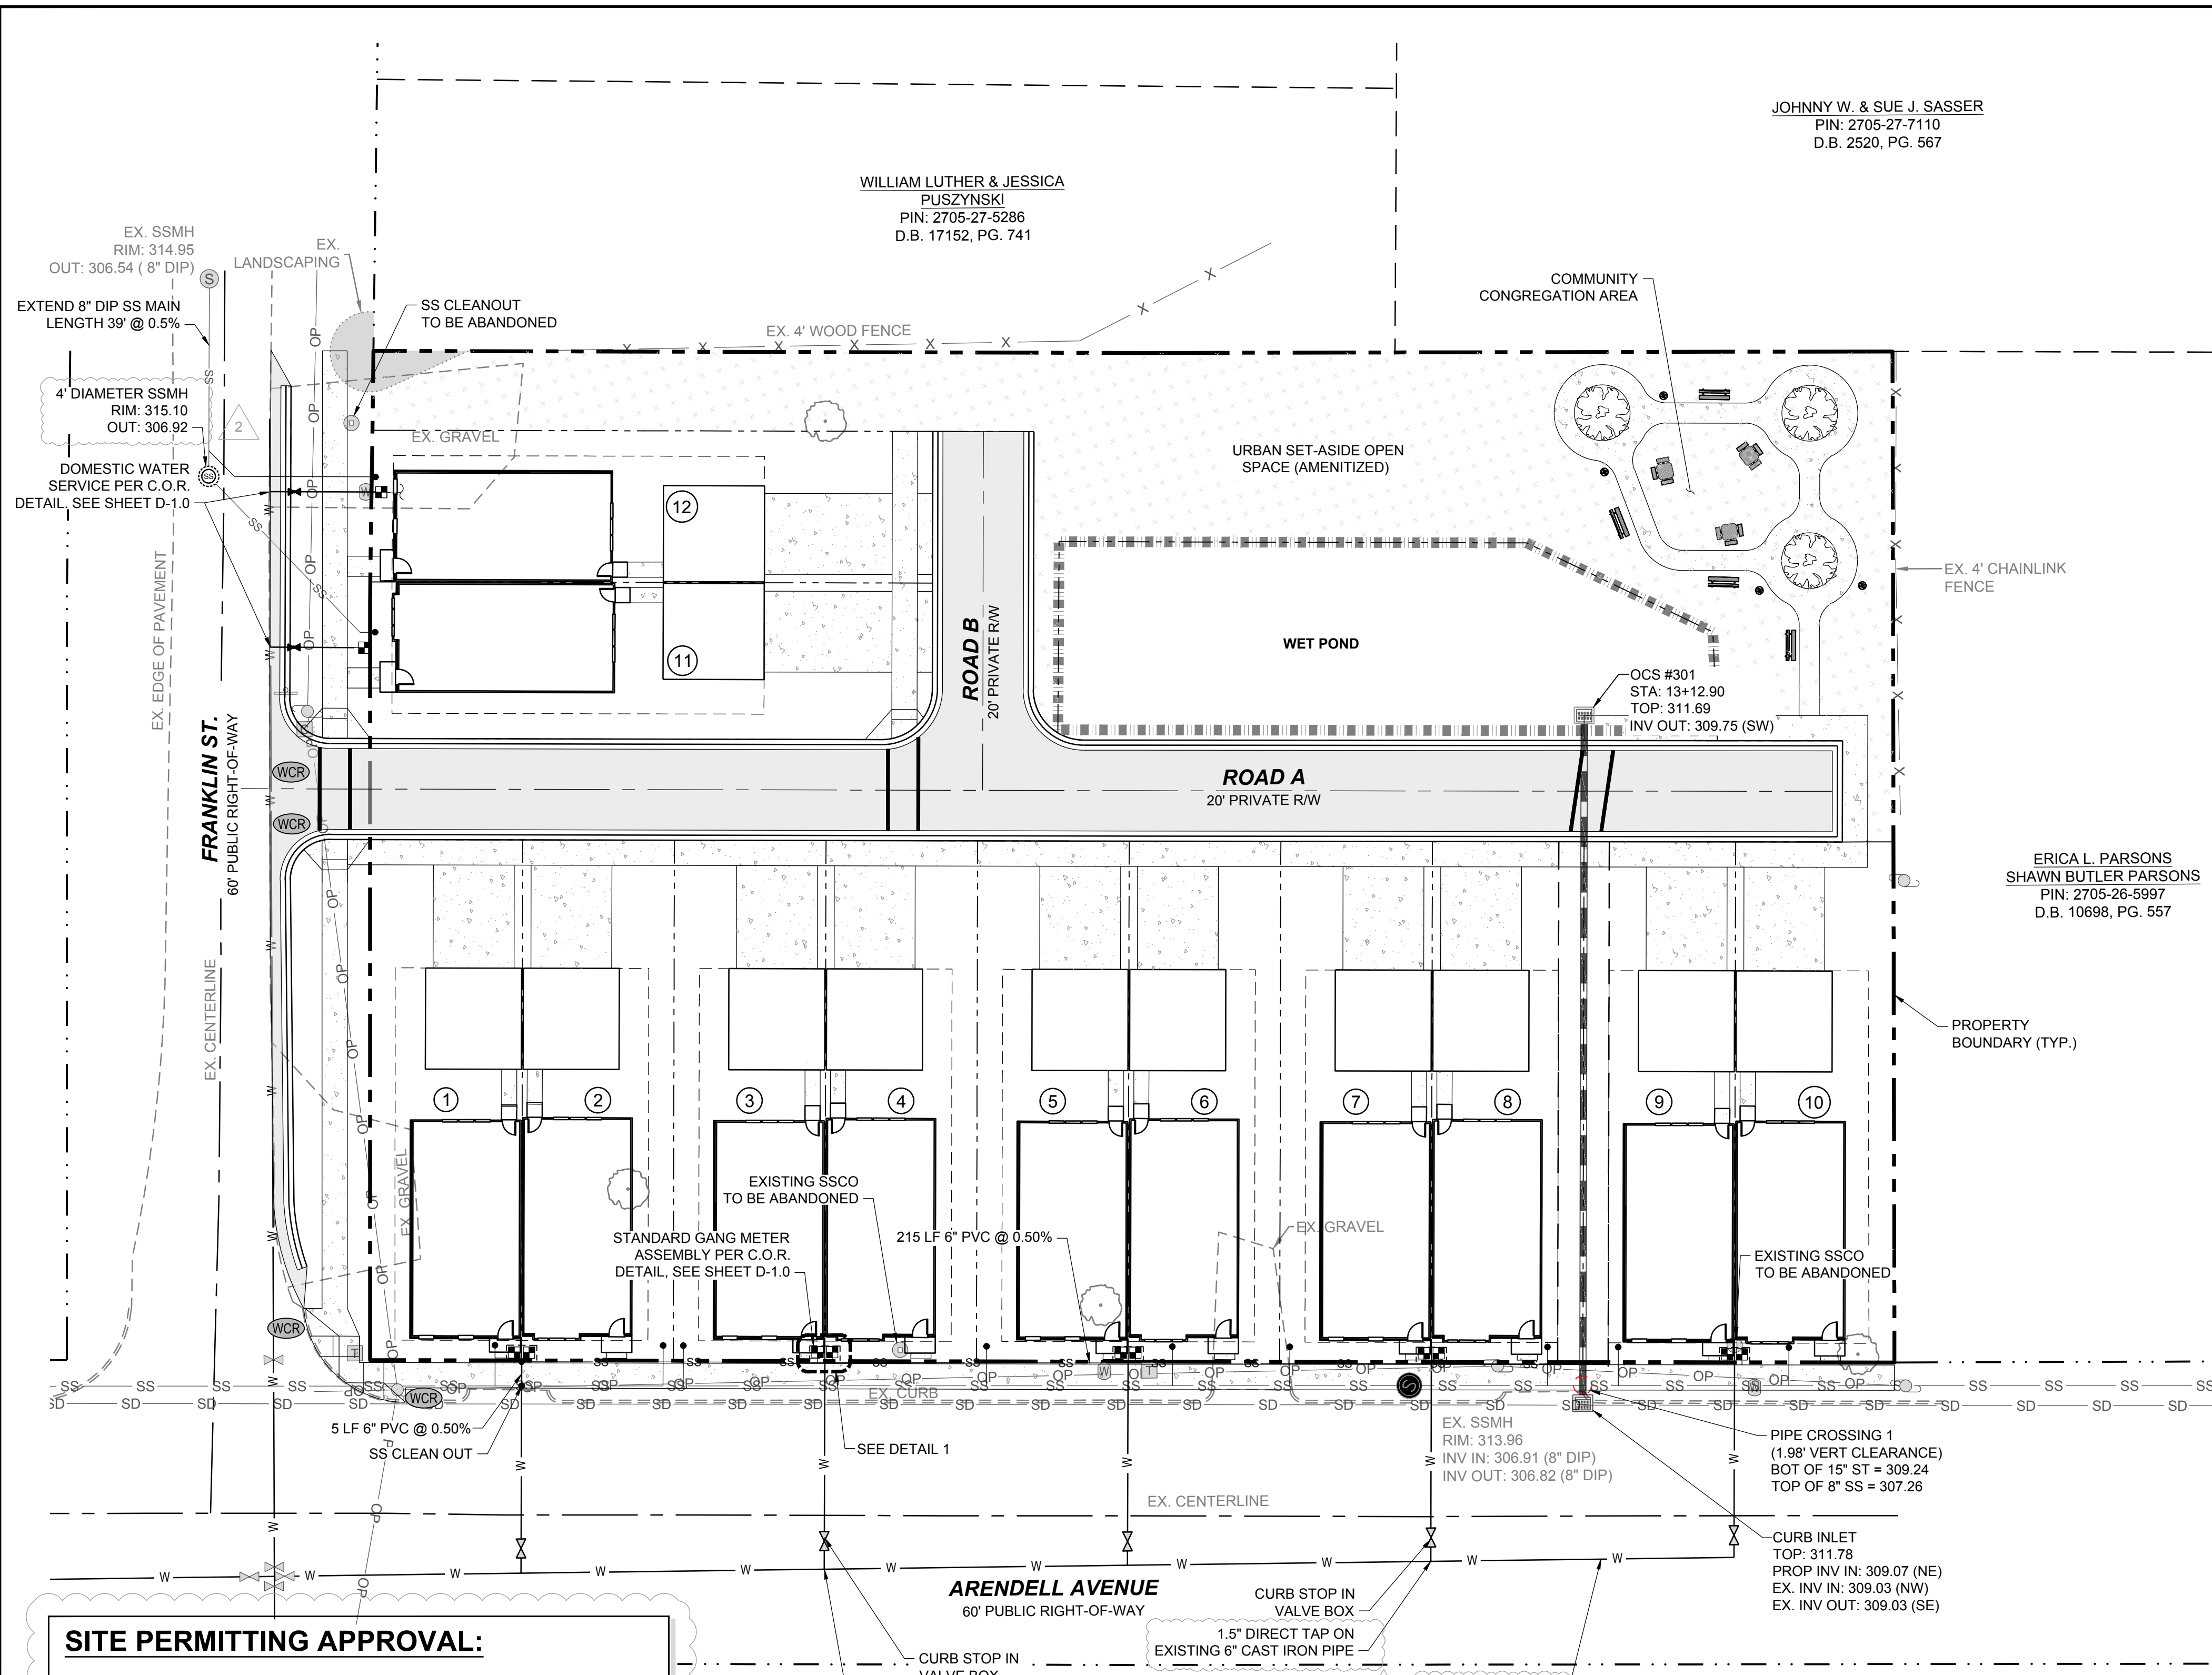 JOHNNY W. & SUE J. SASSER
PIN: 2705-27-7110
D.B. 2520, PG. 567
WILLIAM LUTHER & JESSICA
PUSZYNSKI
PIN: 2705-27-5286
D.B. 17152, PG. 741
EX. SSMH
RIM: 314.95
OUT: 306.54 ( 8" DIP)
EX.
LANDSCAPING
S
EXTEND 8" DIP SS MAIN
LENGTH 39' @ 0.5%
SS CLEANOUT
TO BE ABANDONED
EX. 4' WOOD FENCE
COMMUNITY
CONGREGATION AREA
4' DIAMETER SSMH
RIM: 315.10
OUT: 306.92
2
SS
DOMESTIC WATER
SERVICE PER C.O.R.
DETAIL, SEE SHEET D-1.0
EX. GRAVEL
URBAN SET-ASIDE OPEN
SPACE (AMENITIZED)
12
11
EX. EDGE OF PAVEMENT
EX. 4' CHAINLINK
FENCE
ROAD B
20' PRIVATE R/W
WET POND
OCS #301
STA: 13+12.90
TOP: 311.69
INV OUT: 309.75 (SW)
FRANKLIN ST.
60' PUBLIC RIGHT-OF-WAY
WCR
WCR
ROAD A
20' PRIVATE R/W
ERICA L. PARSONS
SHAWN BUTLER PARSONS
PIN: 2705-26-5997
D.B. 10698, PG. 557
EX. CENTERLINE
PROPERTY
BOUNDARY (TYP.)
1
2
3
4
5
6
7
8
9
10
EX. GRAVEL
EXISTING SSCO
TO BE ABANDONED
STANDARD GANG METER
ASSEMBLY PER C.O.R.
DETAIL, SEE SHEET D-1.0
215 LF 6" PVC @ 0.50%
EX. GRAVEL
EXISTING SSCO
TO BE ABANDONED
WCR
WCR
EX. CURB
5 LF 6" PVC @ 0.50%
SS CLEAN OUT
SEE DETAIL 1
EX. SSMH
RIM: 313.96
INV IN: 306.91 (8" DIP)
INV OUT: 306.82 (8" DIP)
PIPE CROSSING 1
(1.98' VERT CLEARANCE)
BOT OF 15" ST = 309.24
TOP OF 8" SS = 307.26
EX. CENTERLINE
CURB INLET
TOP: 311.78
PROP INV IN: 309.07 (NE)
EX. INV IN: 309.03 (NW)
EX. INV OUT: 309.03 (SE)
ARENDELL AVENUE
60' PUBLIC RIGHT-OF-WAY
CURB STOP IN
VALVE BOX
1.5" DIRECT TAP ON
EXISTING 6" CAST IRON PIPE
CURB STOP IN
VALVE BOX
SITE PERMITTING APPROVAL: